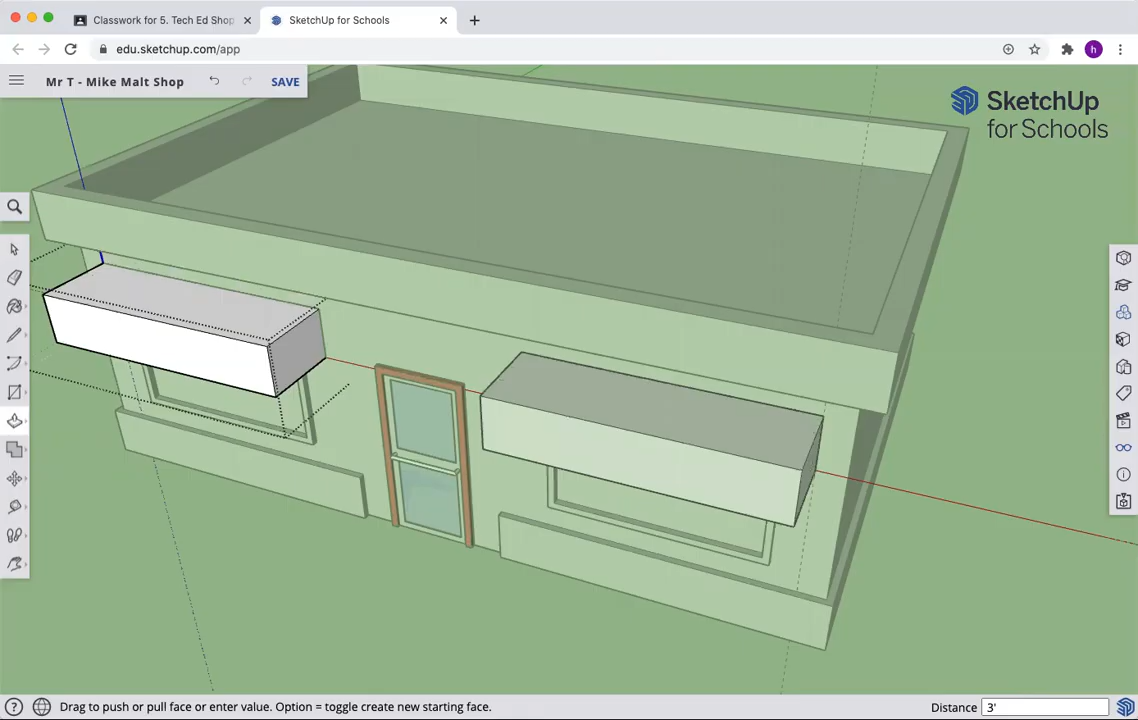 Classwork for 5. Tech Ed Shop
SketchUp for Schools
edu.sketchup.com/app
h
Mr T - Mike Malt Shop
SAVE
SketchUp
for Schools
Drag to push or pull face or enter value. Option = toggle create new starting face.
Distance
3'